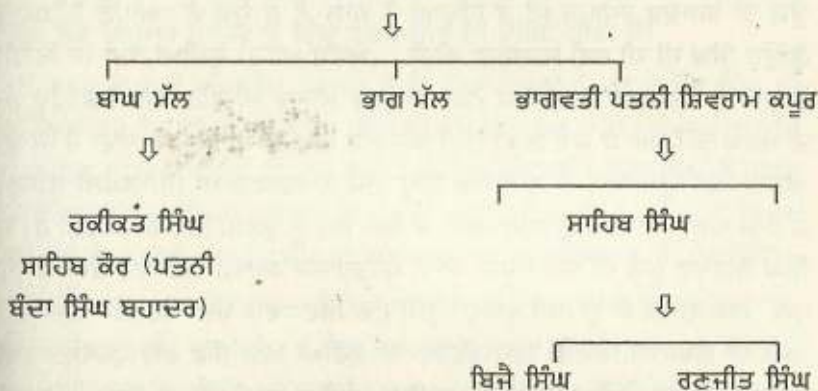 ਬਾਘ ਮੱਲ ਭਾਗ ਮੱਲ ਭਾਗਵਤੀ ਪਤਨੀ ਸ਼ਿਵਰਾਮ ਕਪੂਰ
ਹਕੀਕਤ ਸਿੰਘ ਸਾਹਿਬ ਸਿੰਘ
ਸਾਹਿਬ ਕੌਰ (ਪਤਨੀ
ਬੰਦਾ ਸਿੰਘ ਬਹਾਦਰ)
ਬਿਜੈ ਸਿੰਘ ਰਣਜੀਤ ਸਿੰਘ